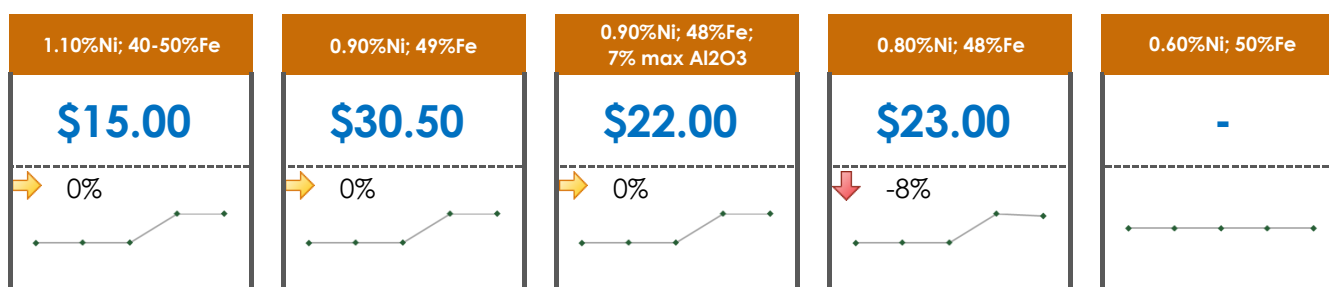 1.10%Ni; 40-50%Fe
$15.00
0%
0.90%Ni; 49%Fe
$30.50
0%
0.90%Ni; 48%Fe;
7% max Al2O3
$22.00
0%
0.80%Ni; 48%Fe
$23.00
-8%
0.60%Ni; 50%Fe
-